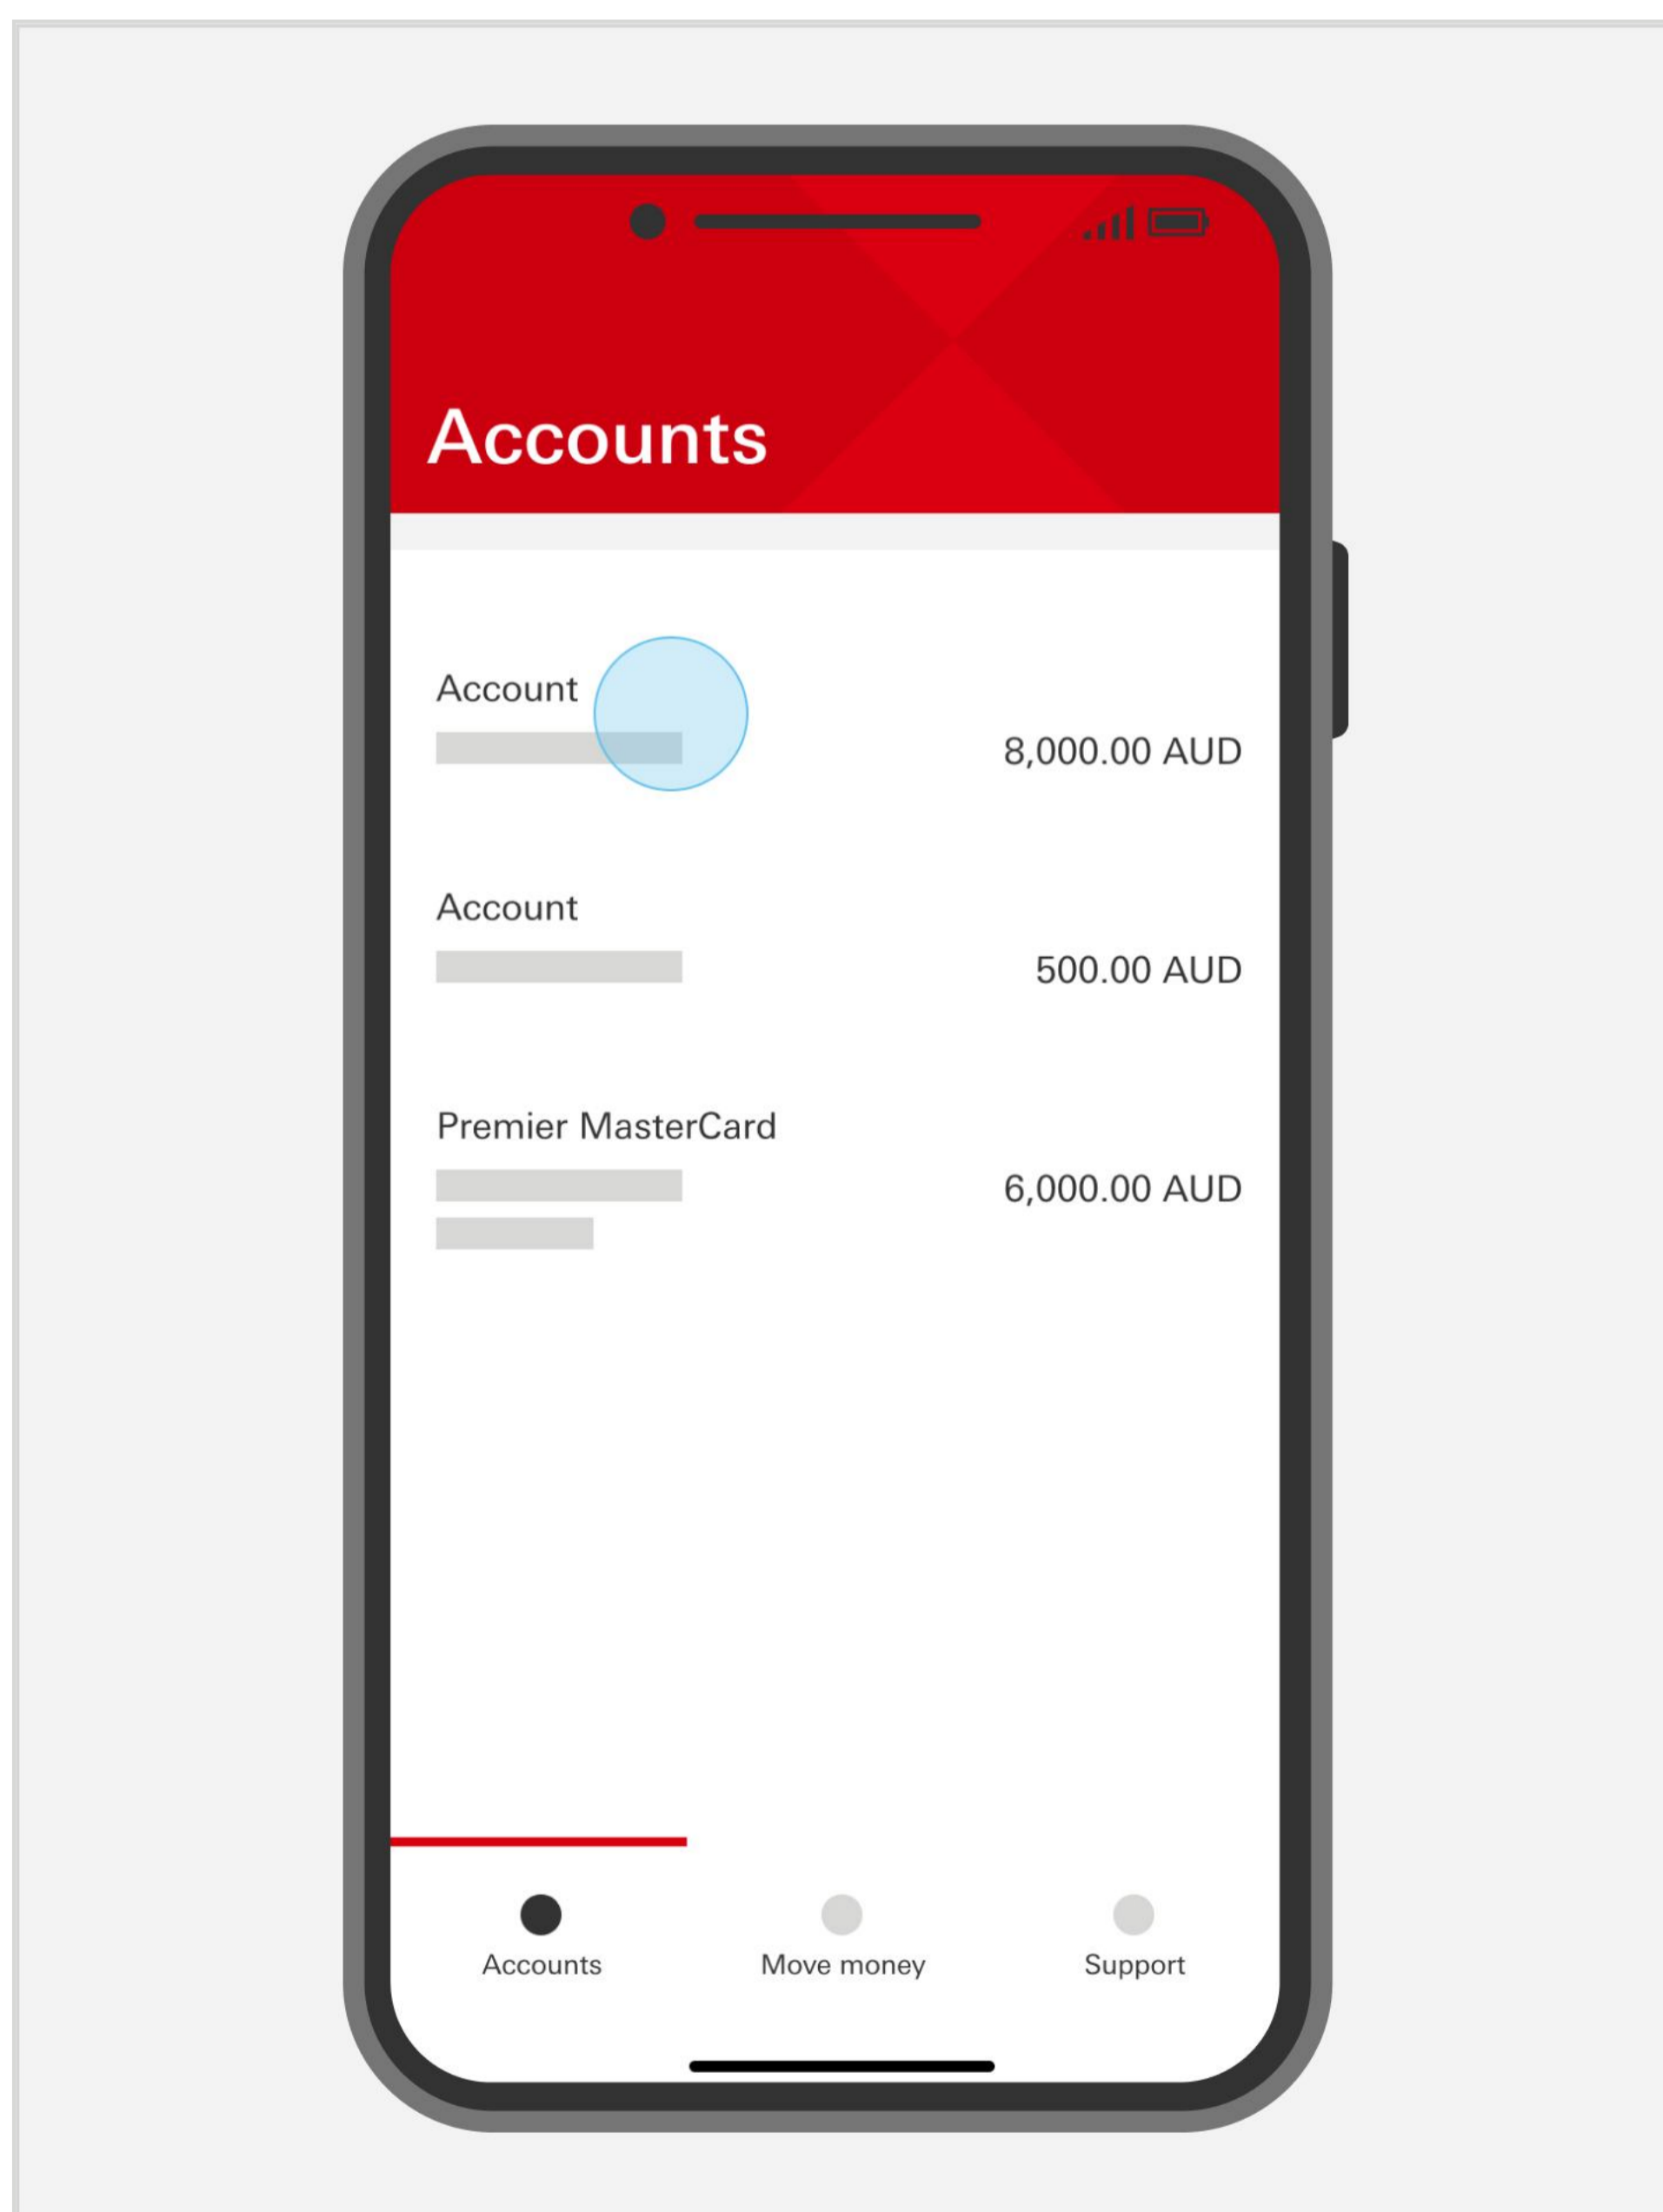 Accounts
Account
8,000.00 AUD
Account
500.00 AUD
Premier MasterCard
6,000.00 AUD
Accounts Move money Support